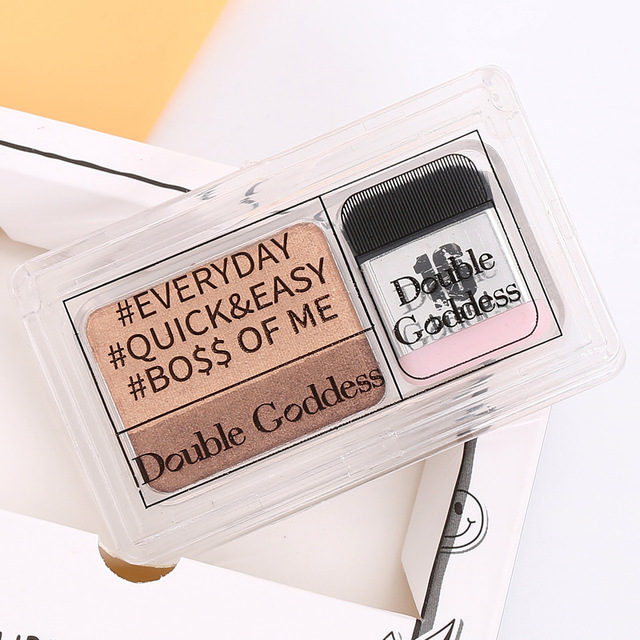 #EVERYDAY
#QUICK&EASY
#BO$$ OF ME
Double Goddess
Double
Goddess